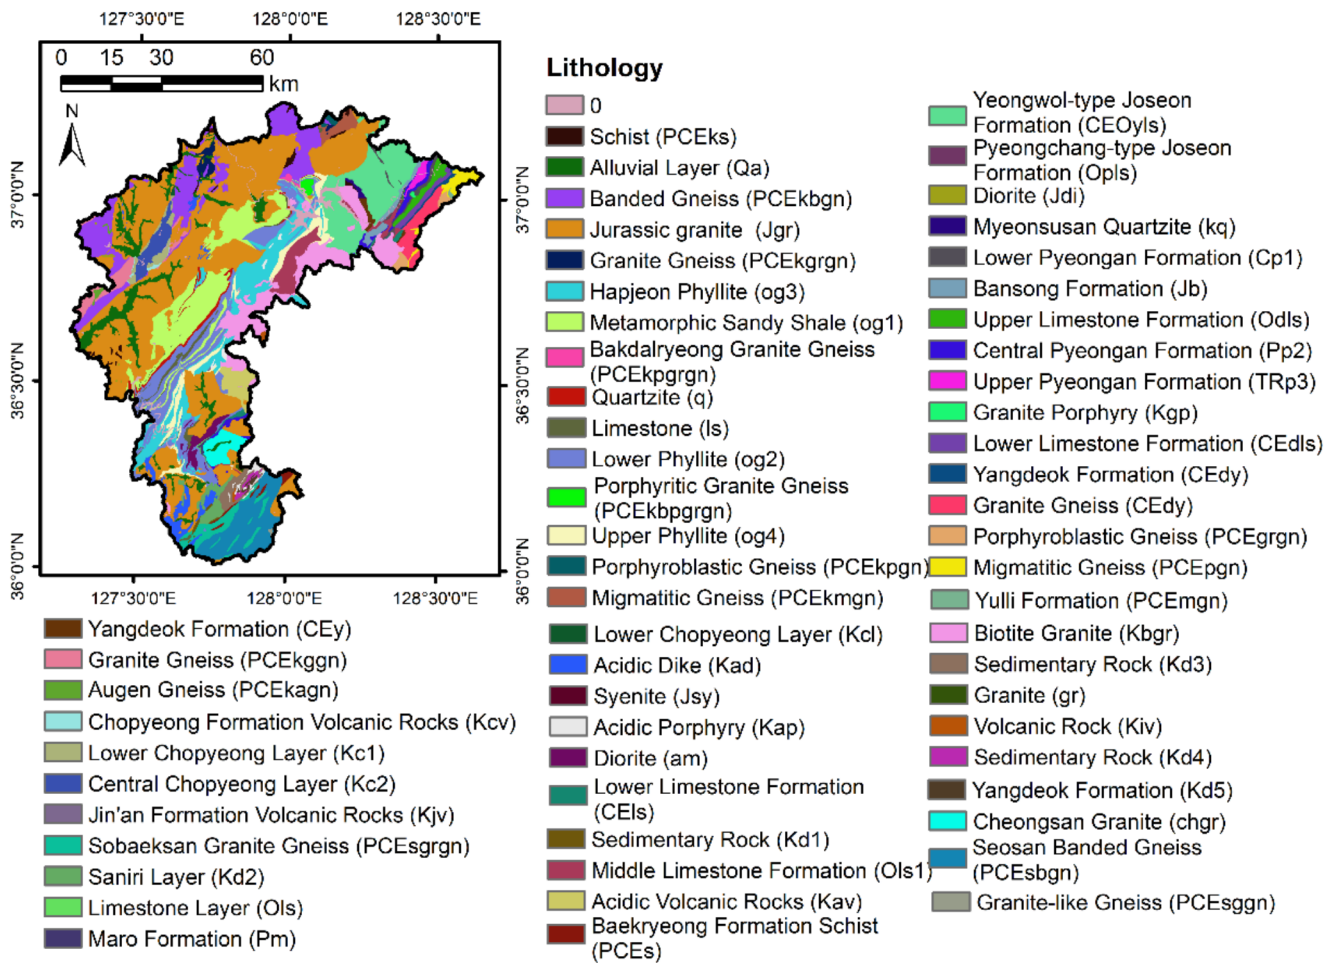 127°30'0"E 128°0'0"E 128°30'0"E
0 15 30 60
km
N
37°0'0"N
36°30'0"N
36°0'0"N
37°0'0"N
36°30'0"N
36°0'0"N
127°30'0"E 128°0'0"E 128°30'0"E
Yangdeok Formation (CEy)
Granite Gneiss (PCEkggn)
Augen Gneiss (PCEkagn)
Chopyeong Formation Volcanic Rocks (Kcv)
Lower Chopyeong Layer (Kc1)
Central Chopyeong Layer (Kc2)
Jin'an Formation Volcanic Rocks (Kjv)
Sobaeksan Granite Gneiss (PCEsgrgn)
Saniri Layer (Kd2)
Limestone Layer (Ols)
Maro Formation (Pm)
Lithology
0
Schist (PCEks)
Alluvial Layer (Qa)
Banded Gneiss (PCEkbgn)
Jurassic granite (Jgr)
Granite Gneiss (PCEkgrgn)
Hapjeon Phyllite (og3)
Metamorphic Sandy Shale (og1)
Bakdalryeong Granite Gneiss
(PCEkpgrgn)
Quartzite (q)
Limestone (ls)
Lower Phyllite (og2)
Porphyritic Granite Gneiss
(PCEkbpgrgn)
Upper Phyllite (og4)
Porphyroblastic Gneiss (PCEkpgn)
Migmatitic Gneiss (PCEkmgn)
Lower Chopyeong Layer (Kcl)
Acidic Dike (Kad)
Syenite (Jsy)
Acidic Porphyry (Kap)
Diorite (am)
Lower Limestone Formation
(CEls)
Sedimentary Rock (Kd1)
Middle Limestone Formation (Ols1)
Acidic Volcanic Rocks (Kav)
Baekryeong Formation Schist
(PCEs)
Yeongwol-type Joseon
Formation (CEOyls)
Pyeongchang-type Joseon
Formation (Opls)
Diorite (Jdi)
Myeonsusan Quartzite (kq)
Lower Pyeongan Formation (Cp1)
Bansong Formation (Jb)
Upper Limestone Formation (Odls)
Central Pyeongan Formation (Pp2)
Upper Pyeongan Formation (TRp3)
Granite Porphyry (Kgp)
Lower Limestone Formation (CEdls)
Yangdeok Formation (CEdy)
Granite Gneiss (CEdy)
Porphyroblastic Gneiss (PCEgrgn)
Migmatitic Gneiss (PCEpgn)
Yulli Formation (PCEmgn)
Biotite Granite (Kbgr)
Sedimentary Rock (Kd3)
Granite (gr)
Volcanic Rock (Kiv)
Sedimentary Rock (Kd4)
Yangdeok Formation (Kd5)
Cheongsan Granite (chgr)
Seosan Banded Gneiss
(PCEsbgn)
Granite-like Gneiss (PCEsggn)